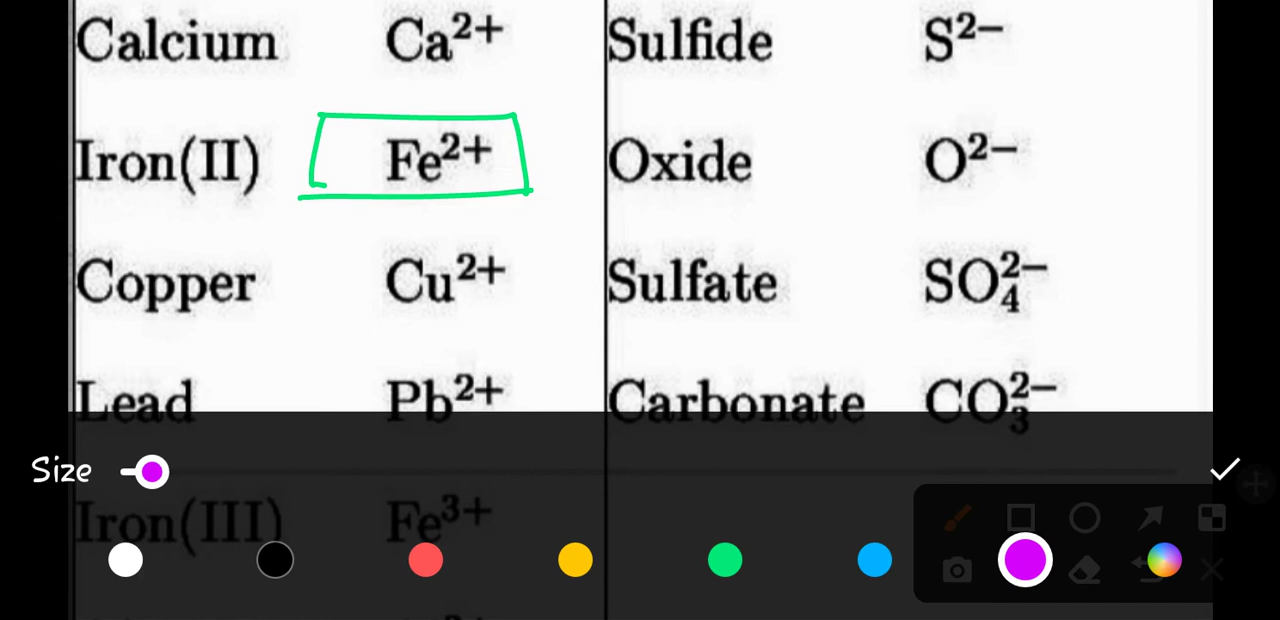 Calcium Ca²⁺ Sulfide S²⁻
Iron(II) Fe²⁺ Oxide O²⁻
Copper Cu²⁺ Sulfate SO₄²⁻
Lead Pb²⁺ Carbonate CO₃²⁻
Size
Iron(III) Fe³⁺